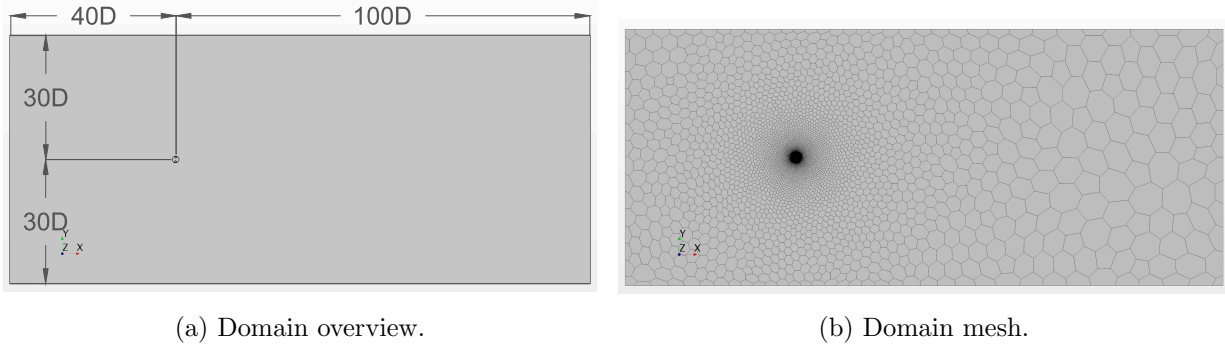 40D
100D
30D
30D
Y
Z X
Y
Z X
(a) Domain overview.
(b) Domain mesh.